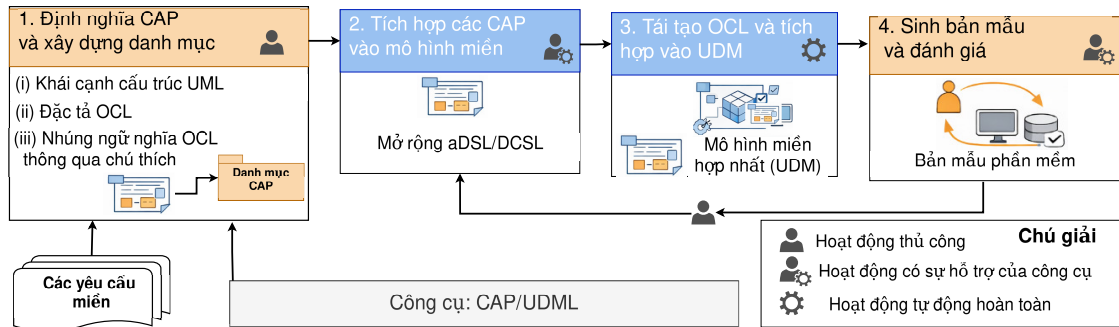 1. Định nghĩa CAP
và xây dựng danh mục
(i) Khái cạnh cấu trúc UML
(ii) Đặc tả OCL
(iii) Nhúng ngữ nghĩa OCL
thông qua chú thích
Danh mục
CAP
2. Tích hợp các CAP
vào mô hình miền
Mở rộng aDSL/DCSL
3. Tái tạo OCL và tích
hợp vào UDM
Mô hình miền
hợp nhất (UDM)
4. Sinh bản mẫu
và đánh giá
Bản mẫu phần mềm
Các yêu cầu
miền
Công cụ: CAP/UDML
Chú giải
Hoạt động thủ công
Hoạt động có sự hỗ trợ của công cụ
Hoạt động tự động hoàn toàn